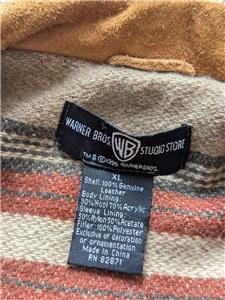 WARNER BROS. WB STUDIO STORE
TM & © 1995 WARNER BROS.
XL
Shell: 100% Genuine
Leather
Body Lining:
30% Wool 70% Acrylic
Sleeve Lining:
50% Nylon 50% Acetate
Filler: 100% Polyester
Exclusive of decoration
or ornamentation
Made in China
RN 82871